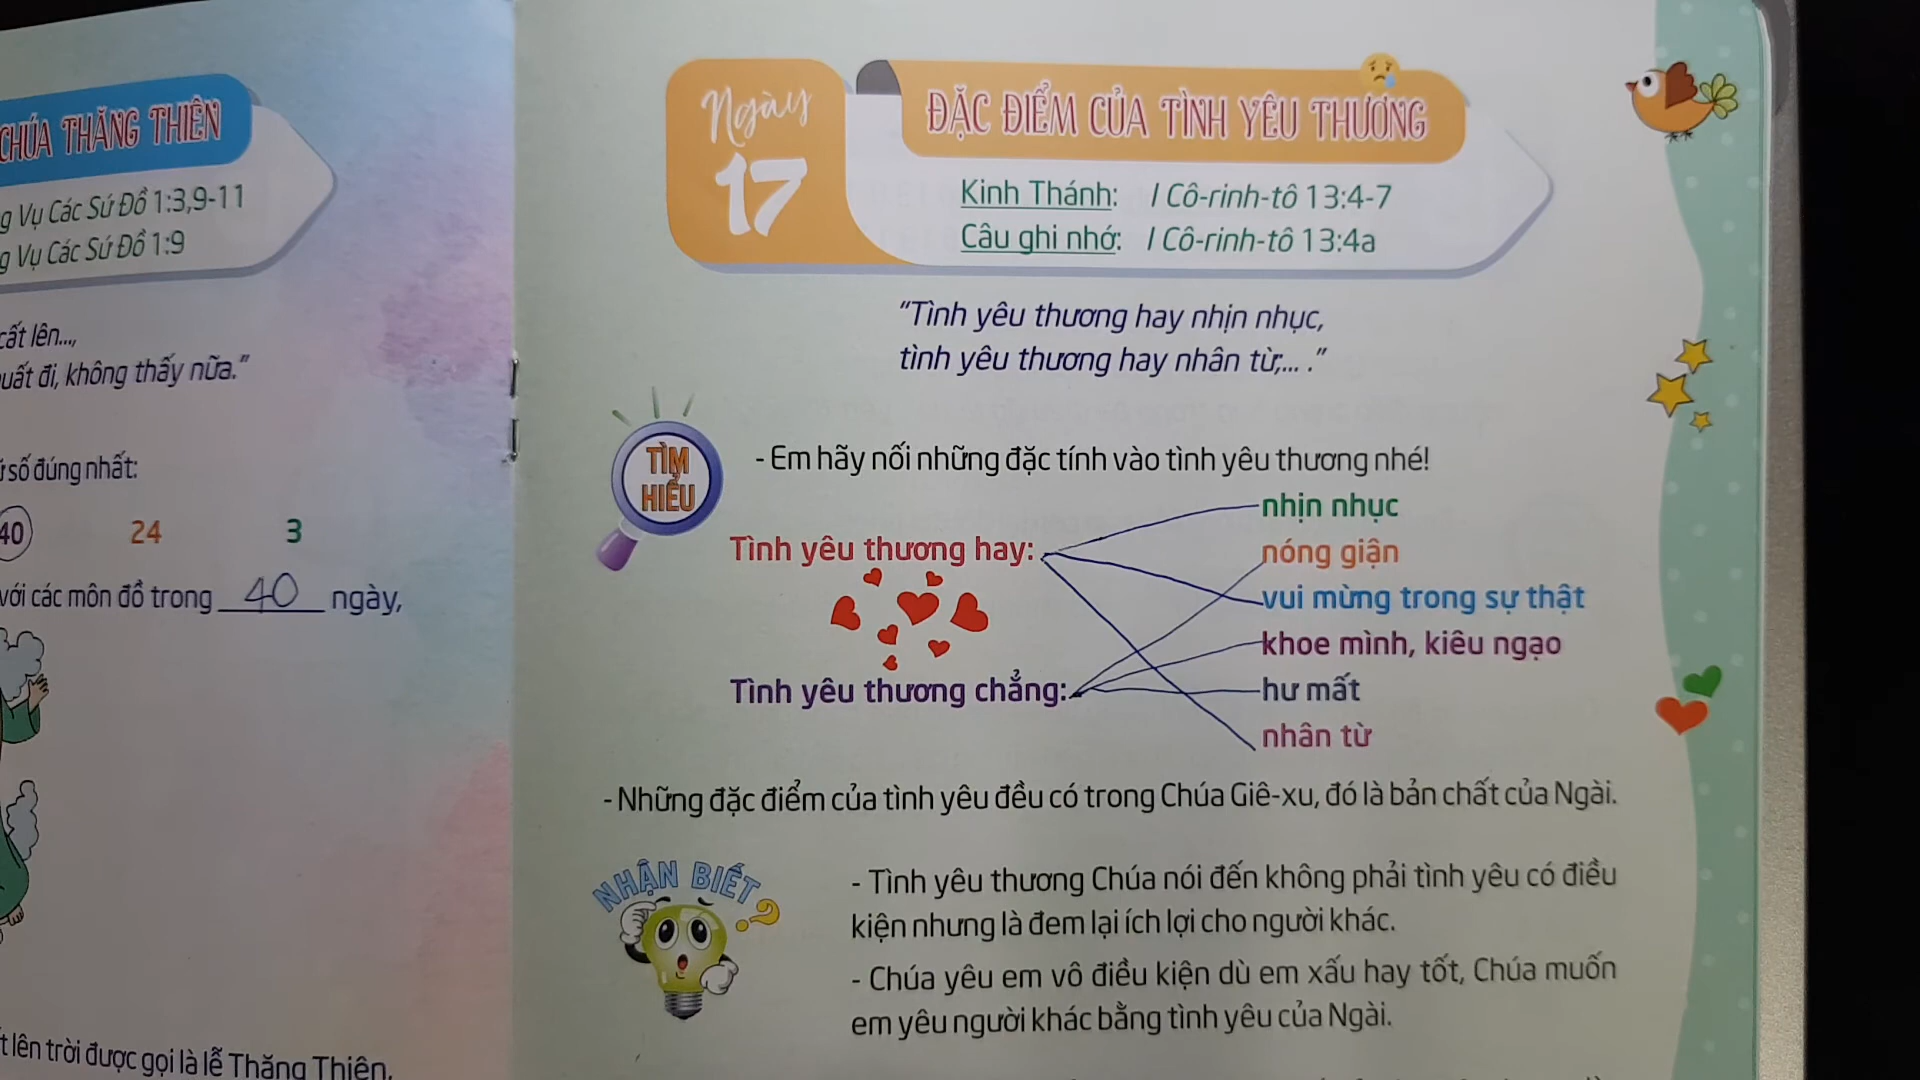 CHÚA THĂNG THIÊN
Vụ Các Sứ Đồ 1:3,9-11
Vụ Các Sứ Đồ 1:9
cất lên...,
đi, không thấy nữa.”
số đúng nhất:
40 24 3
với các môn đồ trong 40 ngày,
lên trời được gọi là lễ Thăng Thiên.
Ngày
17
ĐẶC ĐIỂM CỦA TÌNH YÊU THƯƠNG
Kinh Thánh: I Cô-rinh-tô 13:4-7
Câu ghi nhớ: I Cô-rinh-tô 13:4a
“Tình yêu thương hay nhịn nhục,
tình yêu thương hay nhân từ,... .”
TÌM
HIỂU
- Em hãy nối những đặc tính vào tình yêu thương nhé!
nhịn nhục
Tình yêu thương hay:
nóng giận
vui mừng trong sự thật
khoe mình, kiêu ngạo
Tình yêu thương chẳng:
hư mất
nhân từ
- Những đặc điểm của tình yêu đều có trong Chúa Giê-xu, đó là bản chất của Ngài.
NHẬN BIẾT?
- Tình yêu thương Chúa nói đến không phải tình yêu có điều
kiện nhưng là đem lại ích lợi cho người khác.
- Chúa yêu em vô điều kiện dù em xấu hay tốt, Chúa muốn
em yêu người khác bằng tình yêu của Ngài.